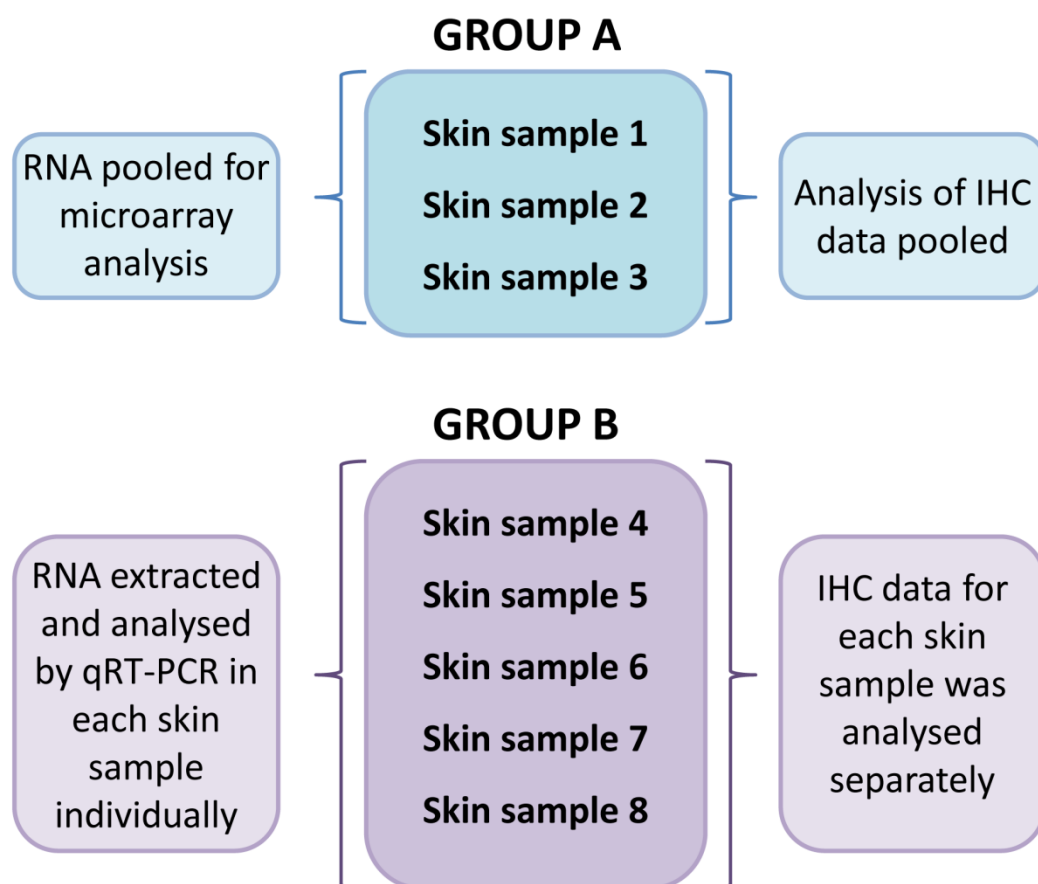 GROUP A
RNA pooled for
microarray
analysis
Skin sample 1
Skin sample 2
Skin sample 3
Analysis of IHC
data pooled
GROUP B
RNA extracted
and analysed
by qRT-PCR in
each skin
sample
individually
Skin sample 4
Skin sample 5
Skin sample 6
Skin sample 7
Skin sample 8
IHC data for
each skin
sample was
analysed
separately